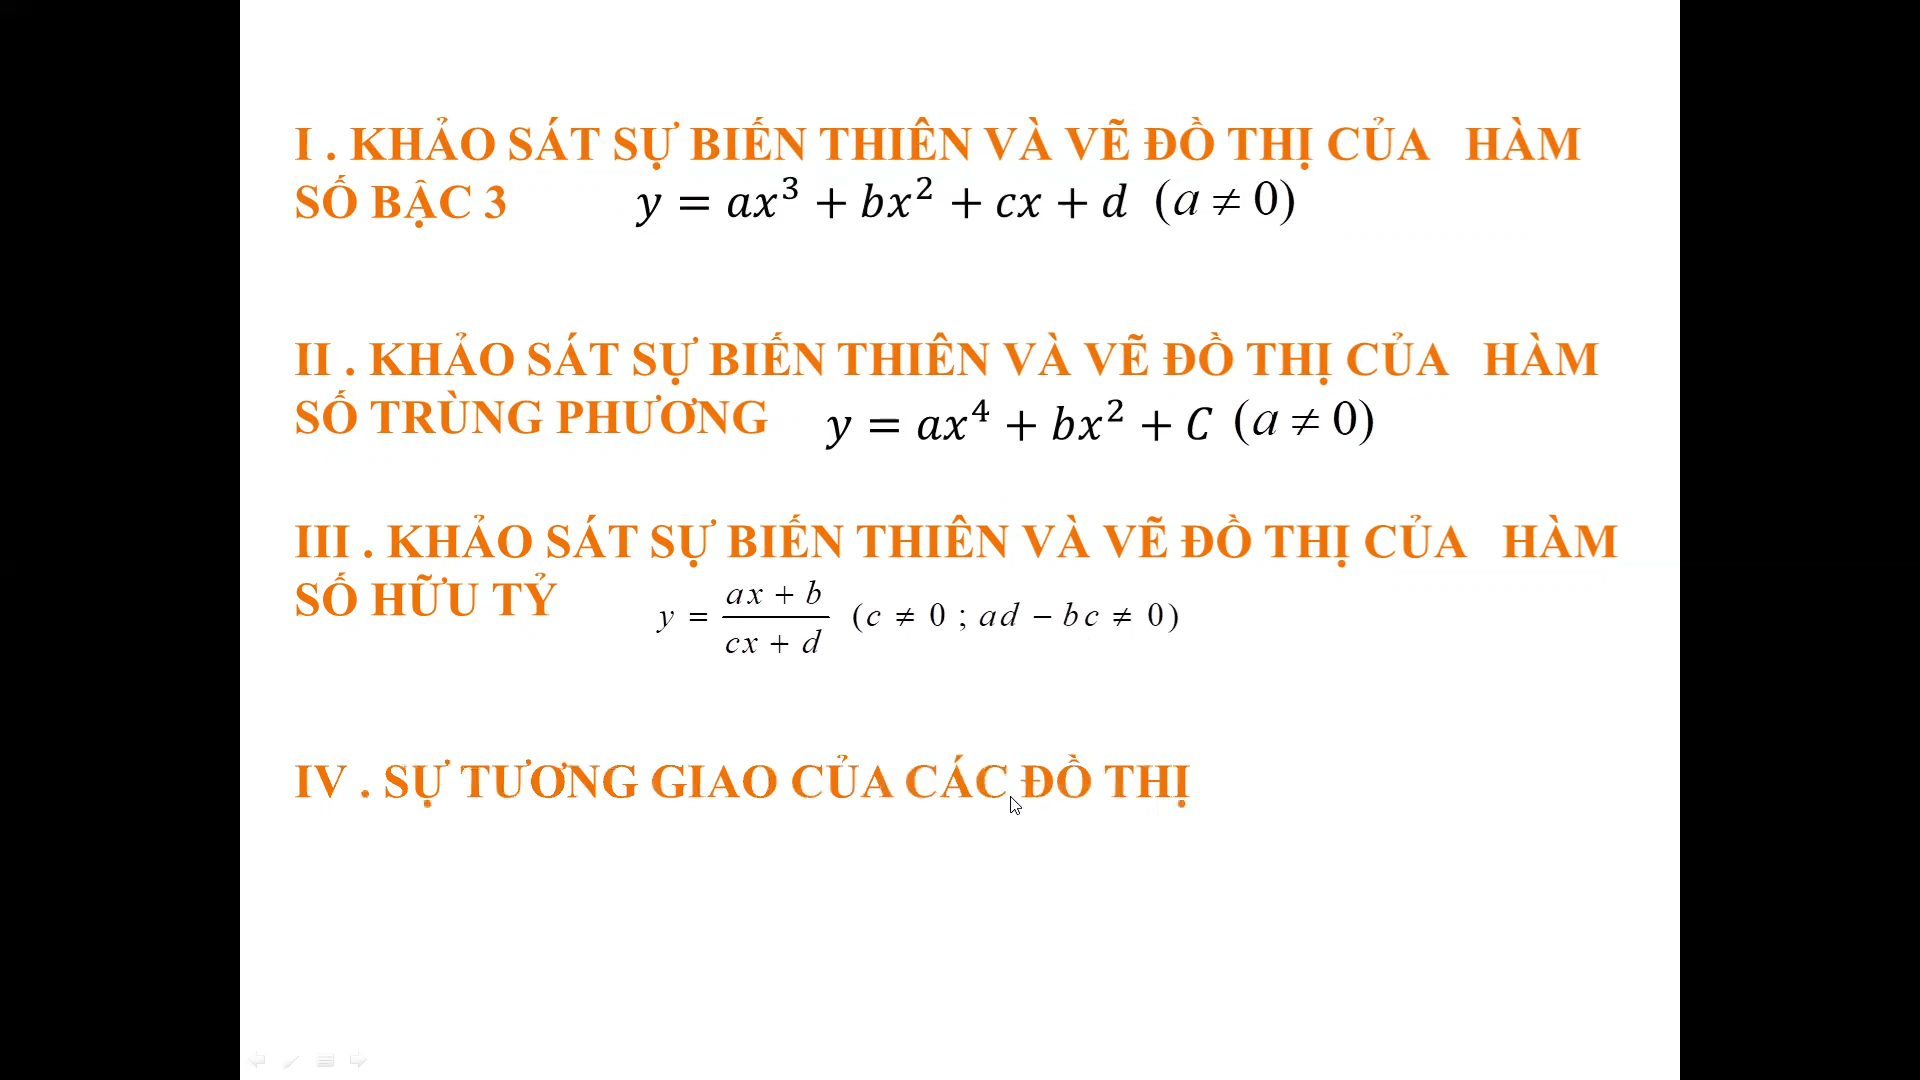 I . KHẢO SÁT SỰ BIẾN THIÊN VÀ VẼ ĐỒ THỊ CỦA HÀM
SỐ BẬC 3 y = ax³ + bx² + cx + d (a ≠ 0)
II . KHẢO SÁT SỰ BIẾN THIÊN VÀ VẼ ĐỒ THỊ CỦA HÀM
SỐ TRÙNG PHƯƠNG y = ax⁴ + bx² + C (a ≠ 0)
III . KHẢO SÁT SỰ BIẾN THIÊN VÀ VẼ ĐỒ THỊ CỦA HÀM
SỐ HỮU TỶ y = (ax + b)/(cx + d) (c ≠ 0 ; ad − bc ≠ 0)
IV . SỰ TƯƠNG GIAO CỦA CÁC ĐỒ THỊ